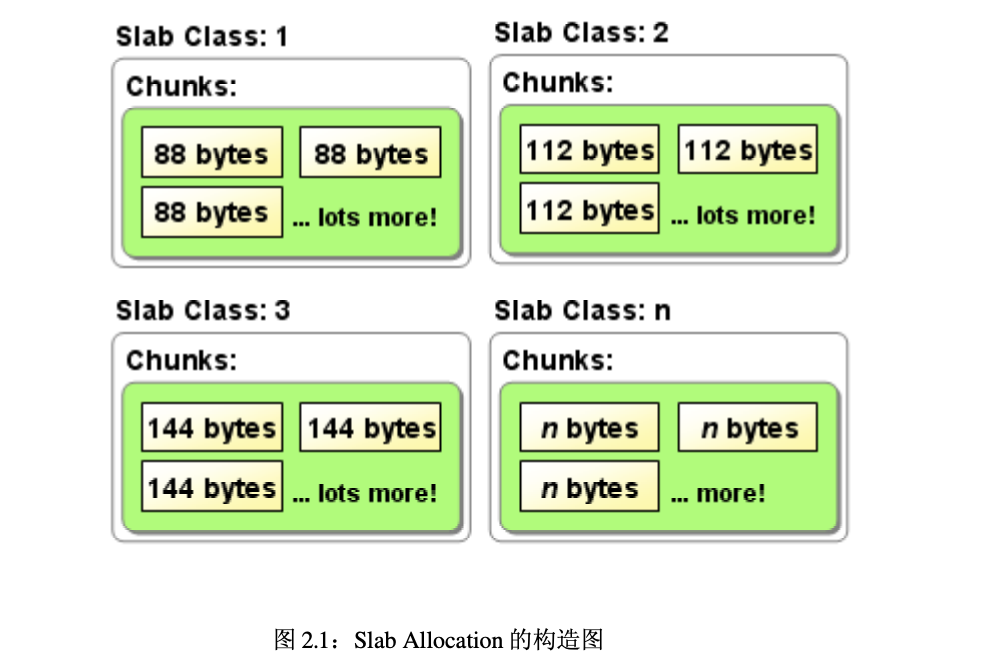 Slab Class: 1
Chunks:
88 bytes 88 bytes
88 bytes ... lots more!
Slab Class: 2
Chunks:
112 bytes 112 bytes
112 bytes ... lots more!
Slab Class: 3
Chunks:
144 bytes 144 bytes
144 bytes ... lots more!
Slab Class: n
Chunks:
n bytes n bytes
n bytes ... more!
图 2.1：Slab Allocation 的构造图